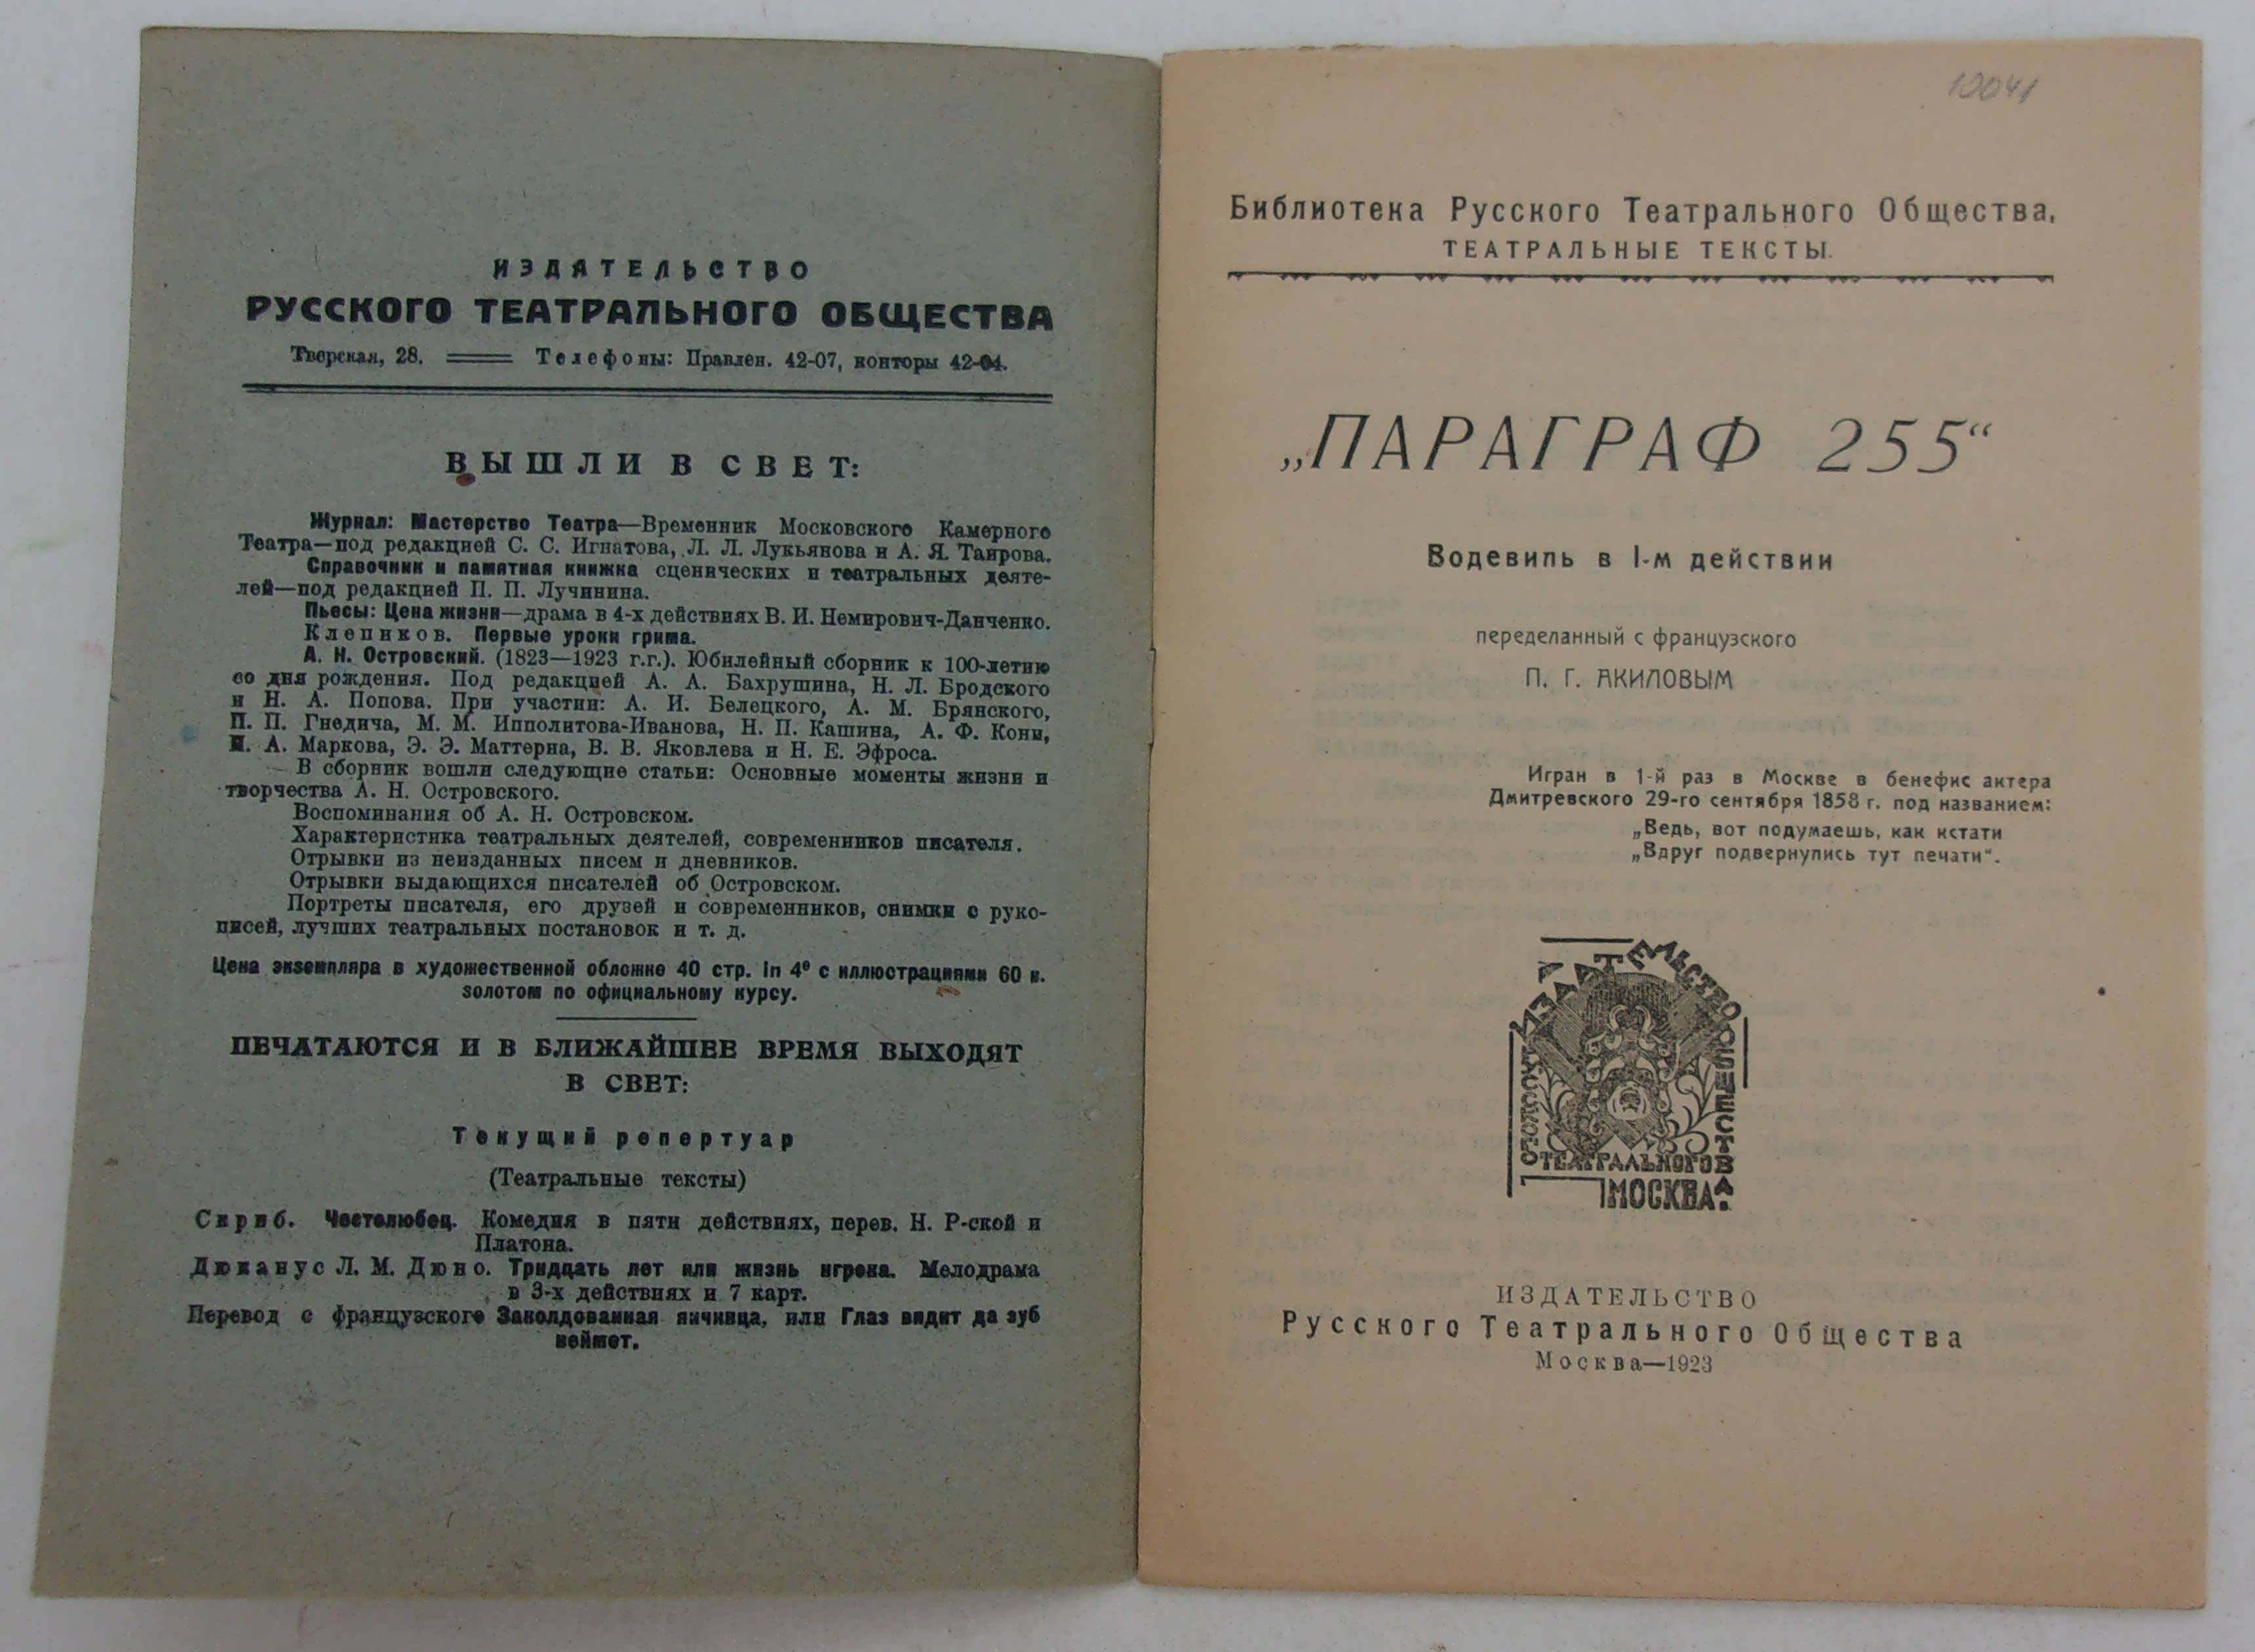 ИЗДАТЕЛЬСТВО
РУССКОГО ТЕАТРАЛЬНОГО ОБЩЕСТВА
Тверская, 28. Телефоны: Правлен. 42-07, конторы 42-04.
ВЫШЛИ В СВЕТ:
Журнал: Мастерство Театра—Временник Московского Камерного
Театра—под редакцией С. С. Игнатова, Л. Л. Лукьянова и А. Я. Таирова.
Справочник и памятная книжка сценических и театральных деяте-
лей—под редакцией П. П. Лучинина.
Пьесы: Цена жизни—драма в 4-х действиях В. И. Немирович-Данченко.
Клепиков. Первые уроки грима.
А. Н. Островский. (1823—1923 г.г.). Юбилейный сборник к 100-летию
со дня рождения. Под редакцией А. А. Бахрушина, Н. Л. Бродского
и Н. А. Попова. При участии: А. И. Белецкого, А. М. Брянского,
П. П. Гнедича, М. М. Ипполитова-Иванова, Н. П. Кашина, А. Ф. Кони,
П. А. Маркова, Э. Э. Маттерна, В. В. Яковлева и Н. Е. Эфроса.
В сборник вошли следующие статьи: Основные моменты жизни и
творчества А. Н. Островского.
Воспоминания об А. Н. Островском.
Характеристика театральных деятелей, современников писателя.
Отрывки из неизданных писем и дневников.
Отрывки выдающихся писателей об Островском.
Портреты писателя, его друзей и современников, снимки с руко-
писей, лучших театральных постановок и т. д.
Цена экземпляра в художественной обложке 40 стр. in 4° с иллюстрациями 60 к.
золотом по официальному курсу.
ПЕЧАТАЮТСЯ И В БЛИЖАЙШЕЕ ВРЕМЯ ВЫХОДЯТ
В СВЕТ:
Текущий репертуар
(Театральные тексты)
Скриб. Честолюбец. Комедия в пяти действиях, перев. Н. Р-ской и
Платона.
Дюканус Л. М. Дюно. Тридцать лет или жизнь игрока. Мелодрама
в 3-х действиях и 7 карт.
Перевод с французского Заколдованная яичница, или Глаз видит да зуб
неймет.
10041
Библиотека Русского Театрального Общества.
ТЕАТРАЛЬНЫЕ ТЕКСТЫ.
„ПАРАГРАФ 255“
Водевиль в 1-м действии
переделанный с французского
П. Г. АКИЛОВЫМ
Игран в 1-й раз в Москве в бенефис актера
Дмитревского 29-го сентября 1858 г. под названием:
„Ведь, вот подумаешь, как кстати
„Вдруг подвернулись тут печати“.
ИЗДАТЕЛЬСТВО
РУССКОГО
ТЕАТРАЛЬНОГО
ОБЩЕСТВА
МОСКВА
ИЗДАТЕЛЬСТВО
Русского Театрального Общества
Москва—1923